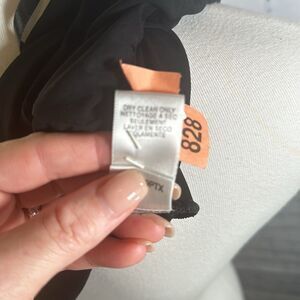 DRY CLEAN ONLY
NETTOYAGE A SEC
SEULEMENT
LAVER EN SECO
SOLAMENTE
828